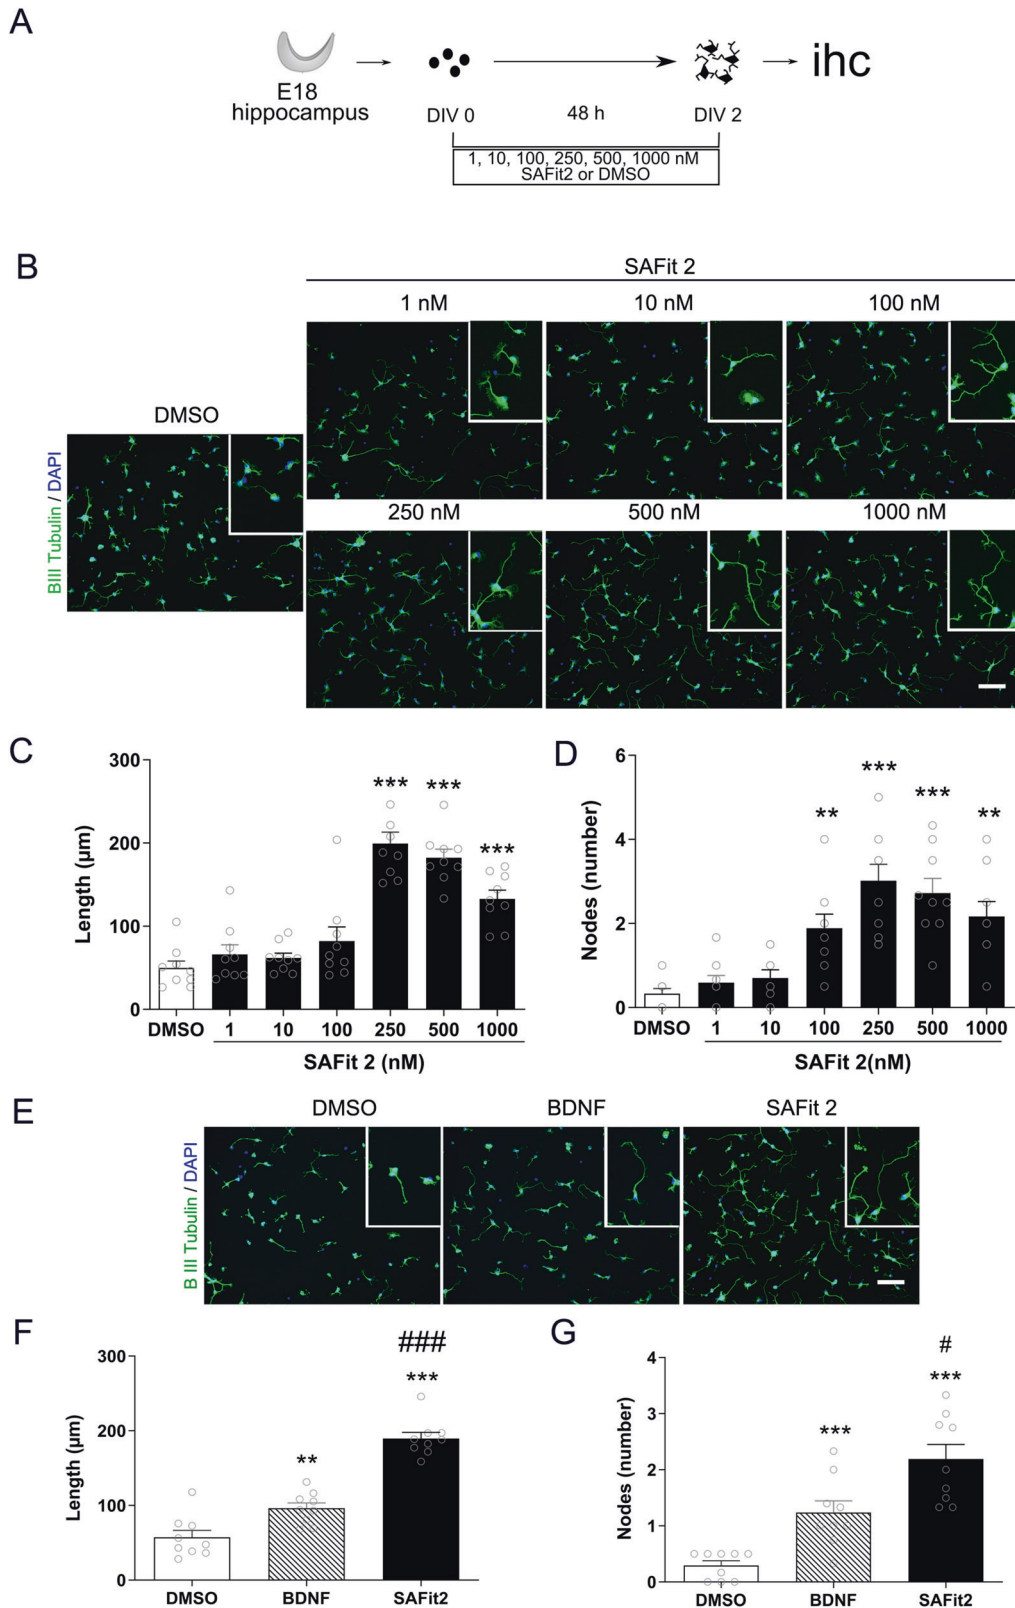 A
E18
hippocampus
DIV 0
48 h
DIV 2
ihc
1, 10, 100, 250, 500, 1000 nM
SAFit2 or DMSO
B
SAFit 2
1 nM
10 nM
100 nM
DMSO
BIII Tubulin / DAPI
250 nM
500 nM
1000 nM
C
300
200
100
0
Length (µm)
***
***
***
DMSO
1
10
100
250
500
1000
SAFit 2 (nM)
D
6
4
2
0
Nodes (number)
**
***
***
**
DMSO
1
10
100
250
500
1000
SAFit 2(nM)
E
DMSO
BDNF
SAFit 2
B III Tubulin / DAPI
F
300
200
100
0
Length (µm)
**
###
***
DMSO
BDNF
SAFit2
G
4
3
2
1
0
Nodes (number)
***
#
***
DMSO
BDNF
SAFit2